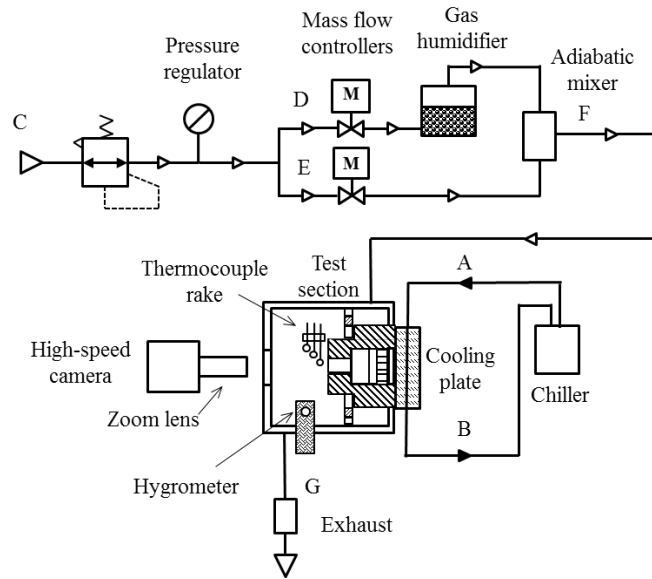 Pressure
regulator
Mass flow
controllers
Gas
humidifier
Adiabatic
mixer
C
D
M
F
E
M
Thermocouple
rake
Test
section
A
High-speed
camera
Cooling
plate
Chiller
Zoom lens
B
Hygrometer
G
Exhaust